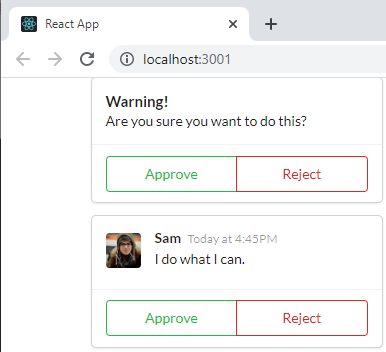 React App
localhost:3001
Warning!
Are you sure you want to do this?
Approve Reject
Sam Today at 4:45PM
I do what I can.
Approve Reject